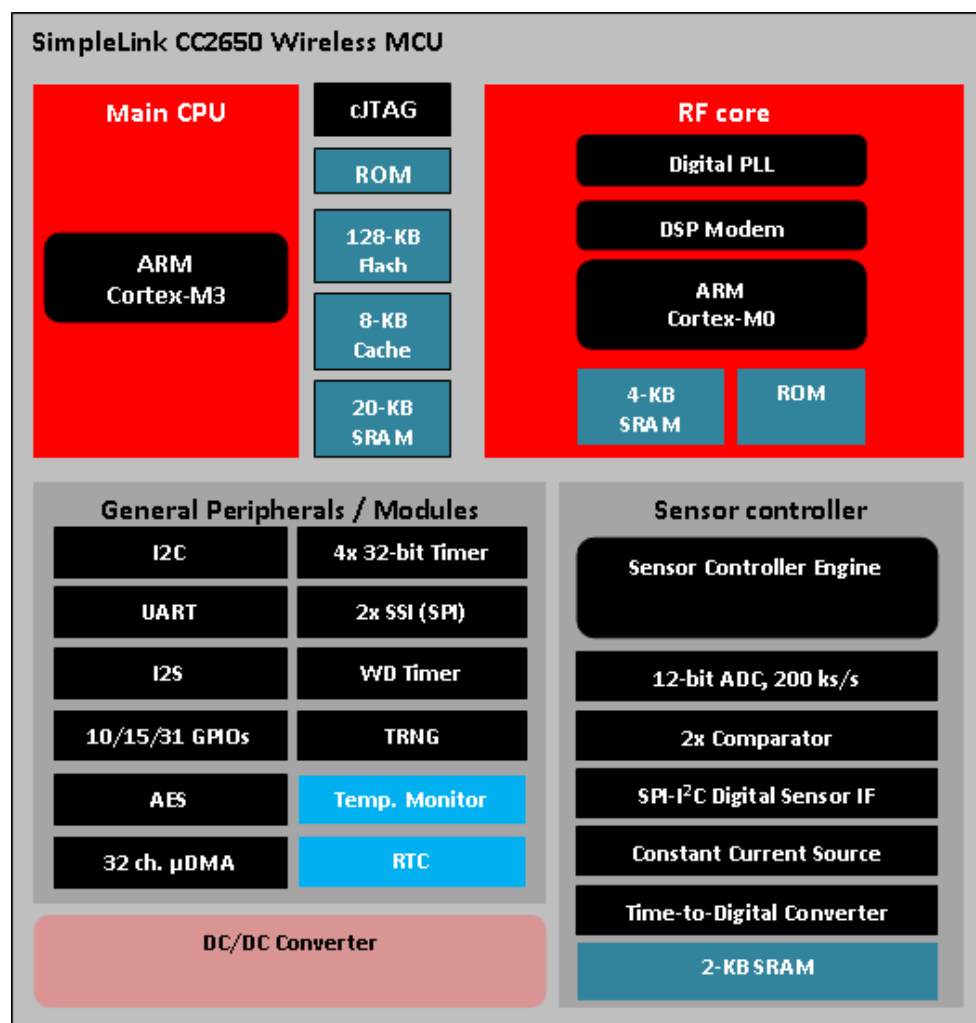 SimpleLink CC2650 Wireless MCU
Main CPU
ARM
Cortex-M3
cJTAG
ROM
128-KB
Flash
8-KB
Cache
20-KB
SRAM
RF core
Digital PLL
DSP Modem
ARM
Cortex-M0
4-KB
SRAM
ROM
General Peripherals / Modules
I2C
4x 32-bit Timer
UART
2x SSI (SPI)
I2S
WD Timer
10/15/31 GPIOs
TRNG
AES
Temp. Monitor
32 ch. µDMA
RTC
DC/DC Converter
Sensor controller
Sensor Controller Engine
12-bit ADC, 200 ks/s
2x Comparator
SPI-I²C Digital Sensor IF
Constant Current Source
Time-to-Digital Converter
2-KB SRAM